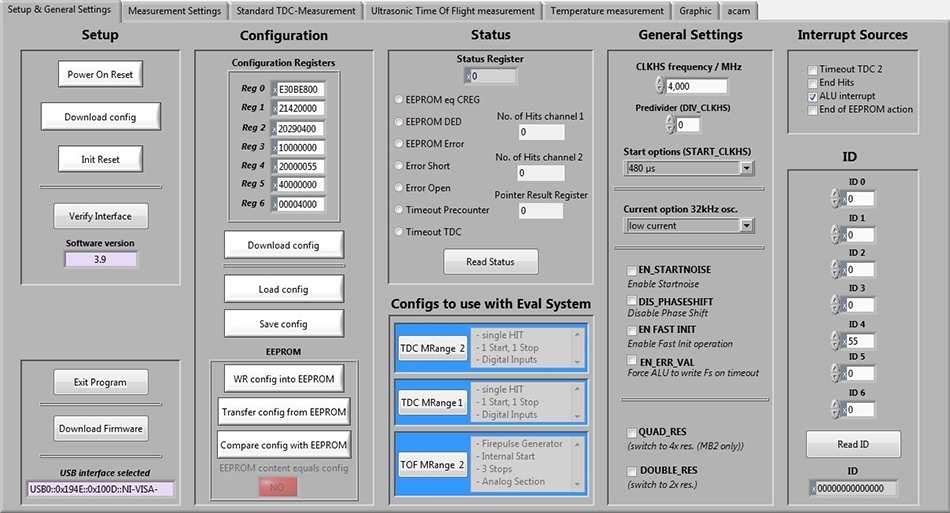 Setup & General Settings
Measurement Settings
Standard TDC-Measurement
Ultrasonic Time Of Flight measurement
Temperature measurement
Graphic
acam
Setup
Power On Reset
Download config
Init Reset
Verify Interface
Software version
3.9
Exit Program
Download Firmware
USB interface selected
USB0::0x194E::0x100D::NI-VISA-
Configuration
Configuration Registers
Reg 0 x E30BE800
Reg 1 x 21420000
Reg 2 x 20290400
Reg 3 x 10000000
Reg 4 x 20000055
Reg 5 x 40000000
Reg 6 x 00004000
Download config
Load config
Save config
EEPROM
WR config into EEPROM
Transfer config from EEPROM
Compare config with EEPROM
EEPROM content equals config
NO
Status
Status Register
x 0
EEPROM eq CREG
EEPROM DED
EEPROM Error
Error Short
Error Open
Timeout Precounter
Timeout TDC
No. of Hits channel 1
0
No. of Hits channel 2
0
Pointer Result Register
0
Read Status
Configs to use with Eval System
TDC MRange 2
- single HIT
- 1 Start, 1 Stop
- Digital Inputs
TDC MRange 1
- single HIT
- 1 Start, 1 Stop
- Digital Inputs
TOF MRange 2
- Firepulse Generator
- Internal Start
- 3 Stops
- Analog Section
General Settings
CLKHS frequency / MHz
4,000
Predivider (DIV_CLKHS)
0
Start options (START_CLKHS)
480 µs
Current option 32kHz osc.
low current
EN_STARTNOISE
Enable Startnoise
DIS_PHASESHIFT
Disable Phase Shift
EN FAST INIT
Enable Fast Init operation
EN_ERR_VAL
Force ALU to write Fs on timeout
QUAD_RES
(switch to 4x res. (MB2 only))
DOUBLE_RES
(switch to 2x res.)
Interrupt Sources
Timeout TDC 2
End Hits
ALU interrupt
End of EEPROM action
ID
ID 0
x 0
ID 1
x 0
ID 2
x 0
ID 3
x 0
ID 4
x 55
ID 5
x 0
ID 6
x 0
Read ID
ID
x 00000000000000